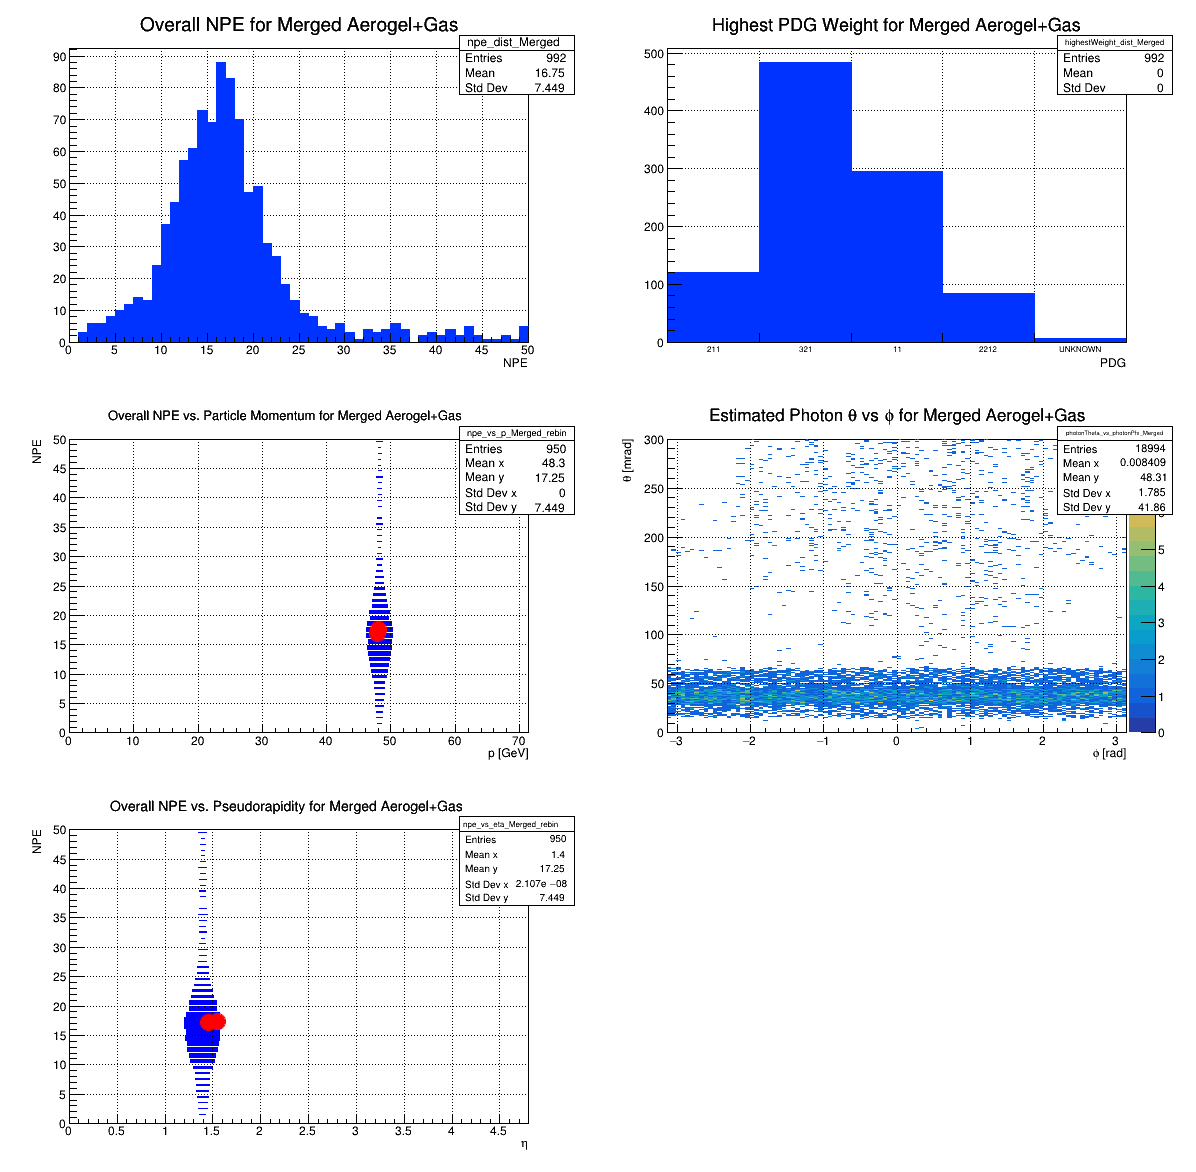 Overall NPE for Merged Aerogel+Gas
npe_dist_Merged
Entries 992
Mean 16.75
Std Dev 7.449
90
80
70
60
50
40
30
20
10
0
0 5 10 15 20 25 30 35 40 45 50
NPE
Highest PDG Weight for Merged Aerogel+Gas
highestWeight_dist_Merged
Entries 992
Mean 0
Std Dev 0
500
400
300
200
100
0
211 321 11 2212 UNKNOWN
PDG
Overall NPE vs. Particle Momentum for Merged Aerogel+Gas
npe_vs_p_Merged_rebin
Entries 950
Mean x 48.3
Mean y 17.25
Std Dev x 0
Std Dev y 7.449
NPE
50
45
40
35
30
25
20
15
10
5
0
0 10 20 30 40 50 60 70
p [GeV]
Estimated Photon θ vs ϕ for Merged Aerogel+Gas
photonTheta_vs_photonPhi_Merged
Entries 18994
Mean x 0.008409
Mean y 48.31
Std Dev x 1.785
Std Dev y 41.86
θ [mrad]
300
250
200
150
100
50
0
−3 −2 −1 0 1 2 3
ϕ [rad]
5
4
3
2
1
0
Overall NPE vs. Pseudorapidity for Merged Aerogel+Gas
npe_vs_eta_Merged_rebin
Entries 950
Mean x 1.4
Mean y 17.25
Std Dev x 2.107e −08
Std Dev y 7.449
NPE
50
45
40
35
30
25
20
15
10
5
0
0 0.5 1 1.5 2 2.5 3 3.5 4 4.5
η